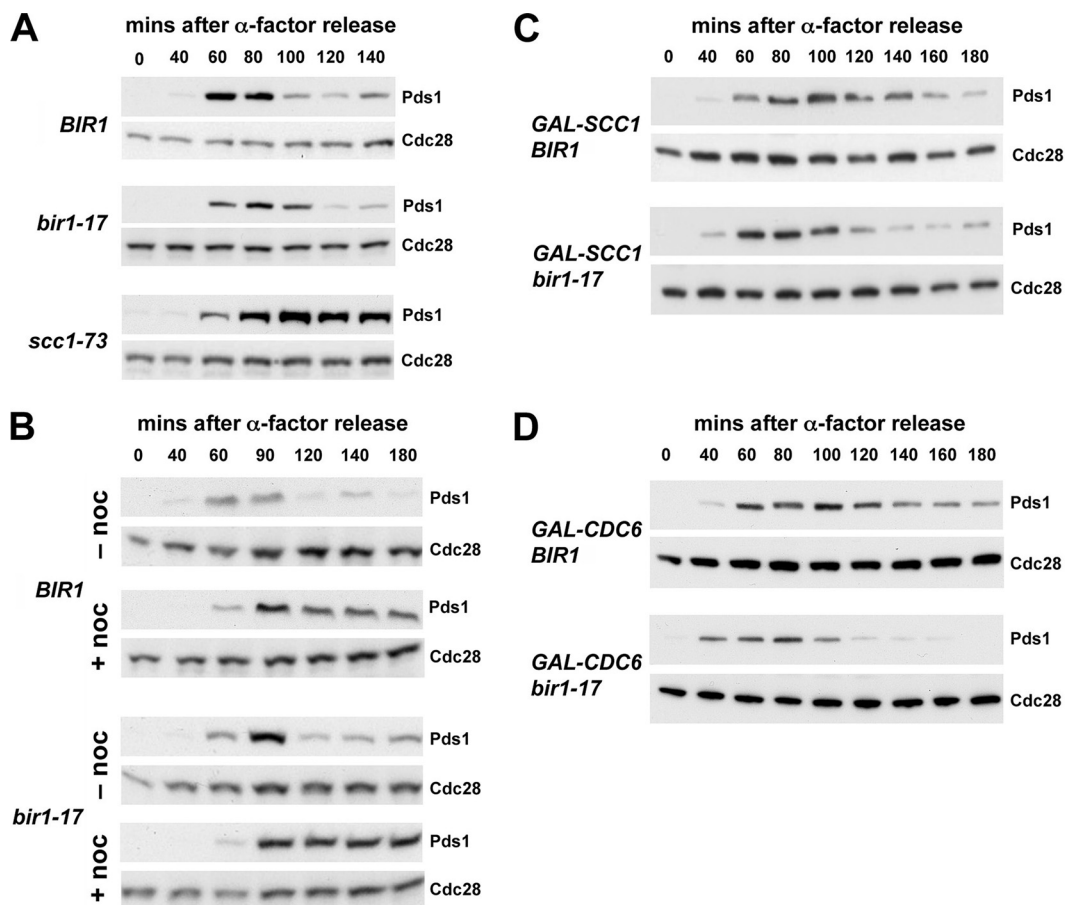 A
mins after α-factor release
0 40 60 80 100 120 140
BIR1
Pds1
Cdc28
bir1-17
Pds1
Cdc28
scc1-73
Pds1
Cdc28
B
mins after α-factor release
0 40 60 90 120 140 180
BIR1
– noc
Pds1
Cdc28
+ noc
Pds1
Cdc28
bir1-17
– noc
Pds1
Cdc28
+ noc
Pds1
Cdc28
C
mins after α-factor release
0 40 60 80 100 120 140 160 180
GAL-SCC1
BIR1
Pds1
Cdc28
GAL-SCC1
bir1-17
Pds1
Cdc28
D
mins after α-factor release
0 40 60 80 100 120 140 160 180
GAL-CDC6
BIR1
Pds1
Cdc28
GAL-CDC6
bir1-17
Pds1
Cdc28